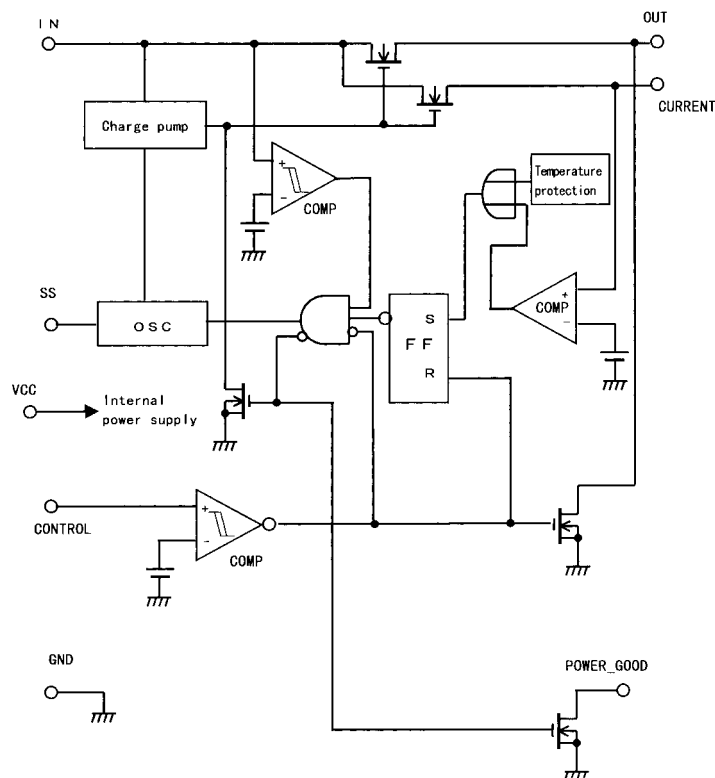 IN
OUT
CURRENT
Charge pump
+
-
COMP
Temperature
protection
SS
OSC
S
FF
R
COMP
+
-
VCC
Internal
power supply
CONTROL
+
-
COMP
GND
POWER_GOOD